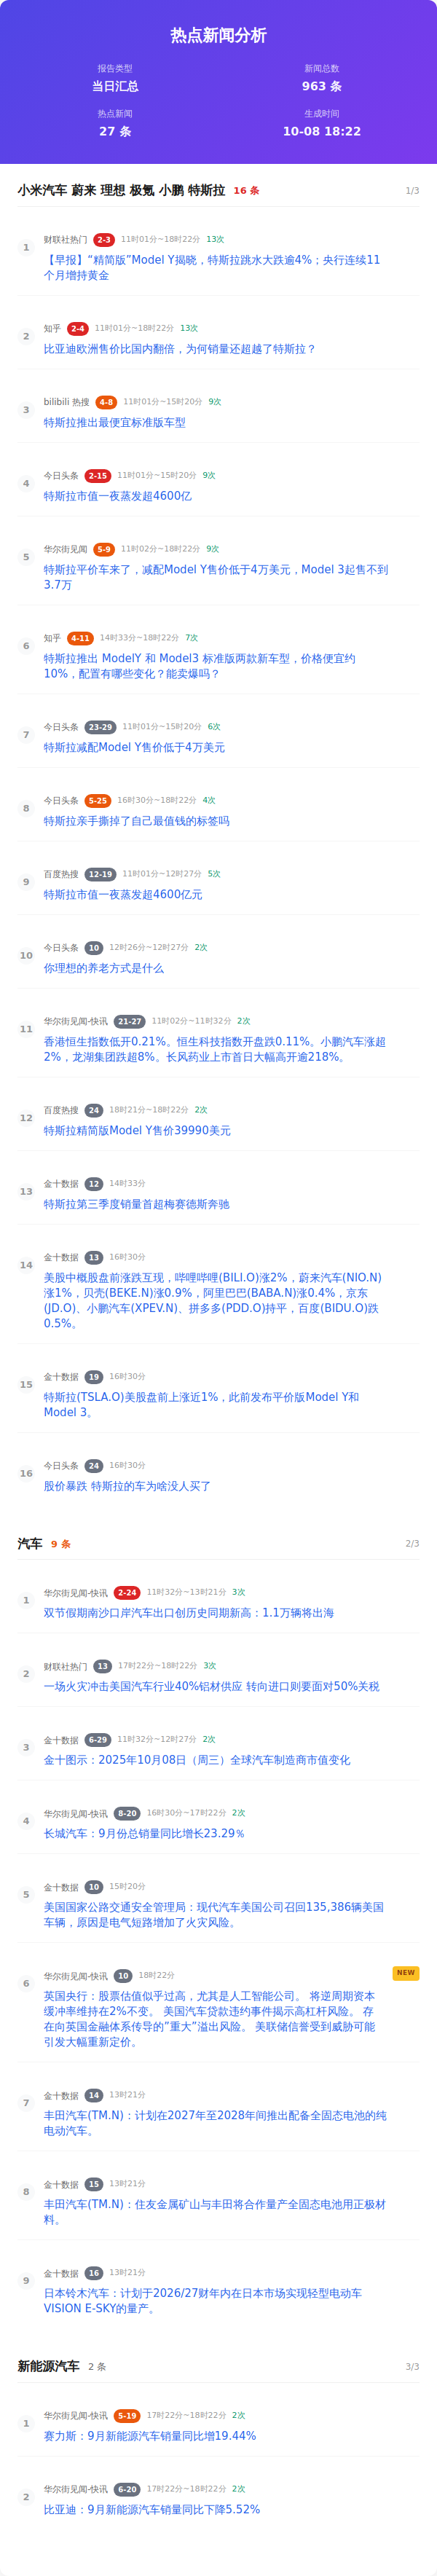 热点新闻分析
报告类型
当日汇总
新闻总数
963 条
热点新闻
27 条
生成时间
10-08 18:22
小米汽车 蔚来 理想 极氪 小鹏 特斯拉 16 条 1/3
1 财联社热门 2-3 11时01分~18时22分 13次
【早报】“精简版”Model Y揭晓，特斯拉跳水大跌逾4%；央行连续11
个月增持黄金
2 知乎 2-4 11时01分~18时22分 13次
比亚迪欧洲售价比国内翻倍，为何销量还超越了特斯拉？
3 bilibili 热搜 4-8 11时01分~15时20分 9次
特斯拉推出最便宜标准版车型
4 今日头条 2-15 11时01分~15时20分 9次
特斯拉市值一夜蒸发超4600亿
5 华尔街见闻 5-9 11时02分~18时22分 9次
特斯拉平价车来了，减配Model Y售价低于4万美元，Model 3起售不到
3.7万
6 知乎 4-11 14时33分~18时22分 7次
特斯拉推出 ModelY 和 Model3 标准版两款新车型，价格便宜约
10%，配置有哪些变化？能卖爆吗？
7 今日头条 23-29 11时01分~15时20分 6次
特斯拉减配Model Y售价低于4万美元
8 今日头条 5-25 16时30分~18时22分 4次
特斯拉亲手撕掉了自己最值钱的标签吗
9 百度热搜 12-19 11时01分~12时27分 5次
特斯拉市值一夜蒸发超4600亿元
10 今日头条 10 12时26分~12时27分 2次
你理想的养老方式是什么
11 华尔街见闻-快讯 21-27 11时02分~11时32分 2次
香港恒生指数低开0.21%。恒生科技指数开盘跌0.11%。小鹏汽车涨超
2%，龙湖集团跌超8%。长风药业上市首日大幅高开逾218%。
12 百度热搜 24 18时21分~18时22分 2次
特斯拉精简版Model Y售价39990美元
13 金十数据 12 14时33分
特斯拉第三季度销量首超梅赛德斯奔驰
14 金十数据 13 16时30分
美股中概股盘前涨跌互现，哔哩哔哩(BILI.O)涨2%，蔚来汽车(NIO.N)
涨1%，贝壳(BEKE.N)涨0.9%，阿里巴巴(BABA.N)涨0.4%，京东
(JD.O)、小鹏汽车(XPEV.N)、拼多多(PDD.O)持平，百度(BIDU.O)跌
0.5%。
15 金十数据 19 16时30分
特斯拉(TSLA.O)美股盘前上涨近1%，此前发布平价版Model Y和
Model 3。
16 今日头条 24 16时30分
股价暴跌 特斯拉的车为啥没人买了
汽车 9 条 2/3
1 华尔街见闻-快讯 2-24 11时32分~13时21分 3次
双节假期南沙口岸汽车出口创历史同期新高：1.1万辆将出海
2 财联社热门 13 17时22分~18时22分 3次
一场火灾冲击美国汽车行业40%铝材供应 转向进口则要面对50%关税
3 金十数据 6-29 11时32分~12时27分 2次
金十图示：2025年10月08日（周三）全球汽车制造商市值变化
4 华尔街见闻-快讯 8-20 16时30分~17时22分 2次
长城汽车：9月份总销量同比增长23.29％
5 金十数据 10 15时20分
美国国家公路交通安全管理局：现代汽车美国公司召回135,386辆美国
车辆，原因是电气短路增加了火灾风险。
6 华尔街见闻-快讯 10 18时22分 NEW
英国央行：股票估值似乎过高，尤其是人工智能公司。 将逆周期资本
缓冲率维持在2%不变。 美国汽车贷款违约事件揭示高杠杆风险。 存
在向英国金融体系传导的”重大”溢出风险。 美联储信誉受到威胁可能
引发大幅重新定价。
7 金十数据 14 13时21分
丰田汽车(TM.N)：计划在2027年至2028年间推出配备全固态电池的纯
电动汽车。
8 金十数据 15 13时21分
丰田汽车(TM.N)：住友金属矿山与丰田将合作量产全固态电池用正极材
料。
9 金十数据 16 13时21分
日本铃木汽车：计划于2026/27财年内在日本市场实现轻型电动车
VISION E-SKY的量产。
新能源汽车 2 条 3/3
1 华尔街见闻-快讯 5-19 17时22分~18时22分 2次
赛力斯：9月新能源汽车销量同比增19.44%
2 华尔街见闻-快讯 6-20 17时22分~18时22分 2次
比亚迪：9月新能源汽车销量同比下降5.52%